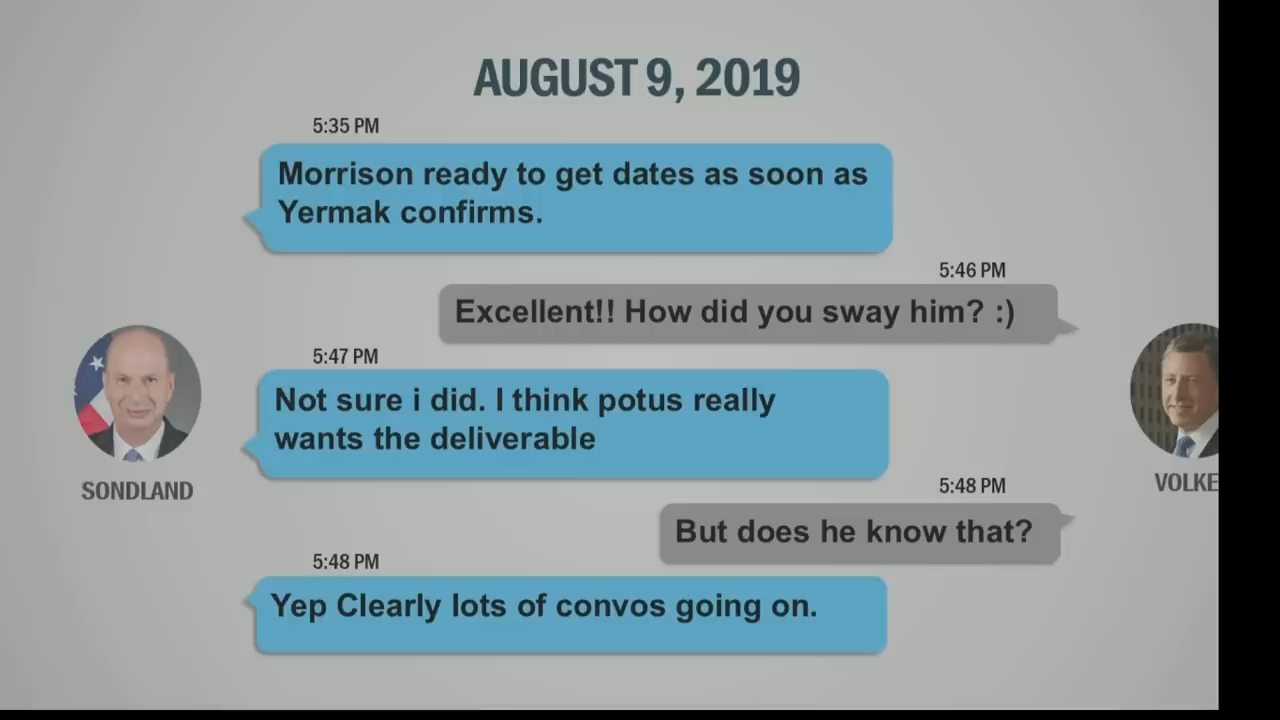 AUGUST 9, 2019
5:35 PM
Morrison ready to get dates as soon as
Yermak confirms.
5:46 PM
Excellent!! How did you sway him? :)
5:47 PM
Not sure i did. I think potus really
wants the deliverable
5:48 PM
But does he know that?
5:48 PM
Yep Clearly lots of convos going on.
SONDLAND
VOLKE